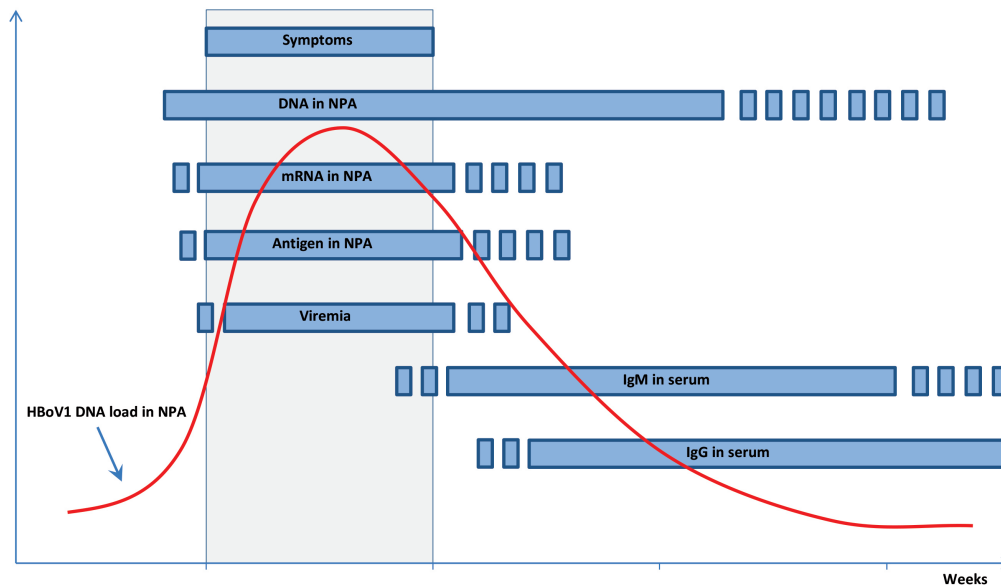 Symptoms
DNA in NPA
mRNA in NPA
Antigen in NPA
Viremia
IgM in serum
HBoV1 DNA load in NPA
IgG in serum
Weeks